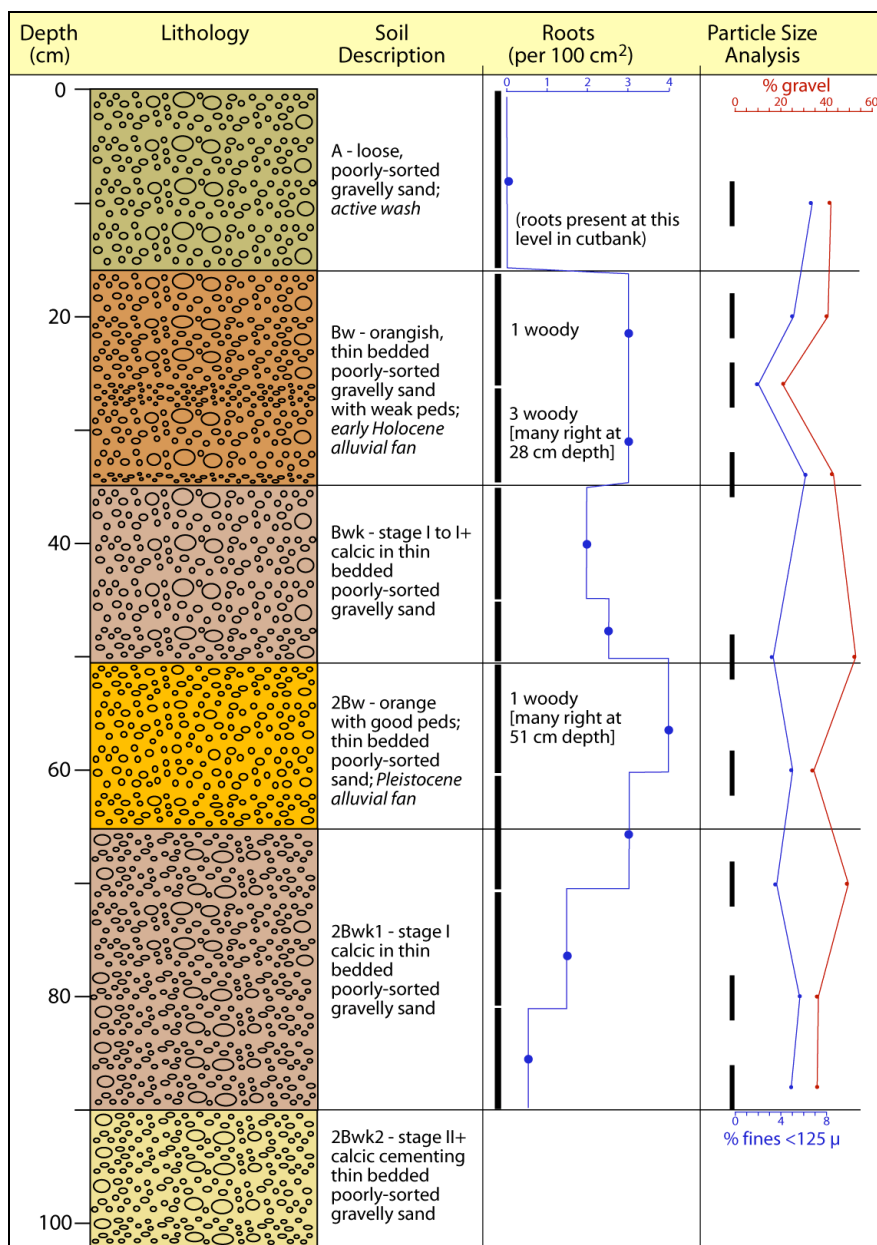 Depth
(cm)
Lithology
Soil
Description
Roots
(per 100 cm2)
Particle Size
Analysis
0 1 2 3 4
% gravel
0 20 40 60
0
20
40
60
80
100
A - loose,
poorly-sorted
gravelly sand;
active wash
(roots present at this
level in cutbank)
Bw - orangish,
thin bedded
poorly-sorted
gravelly sand
with weak peds;
early Holocene
alluvial fan
1 woody
3 woody
[many right at
28 cm depth]
Bwk - stage I to I+
calcic in thin
bedded
poorly-sorted
gravelly sand
2Bw - orange
with good peds;
thin bedded
poorly-sorted
sand; Pleistocene
alluvial fan
1 woody
[many right at
51 cm depth]
2Bwk1 - stage I
calcic in thin
bedded
poorly-sorted
gravelly sand
2Bwk2 - stage II+
calcic cementing
thin bedded
poorly-sorted
gravelly sand
0 4 8
% fines <125 μ